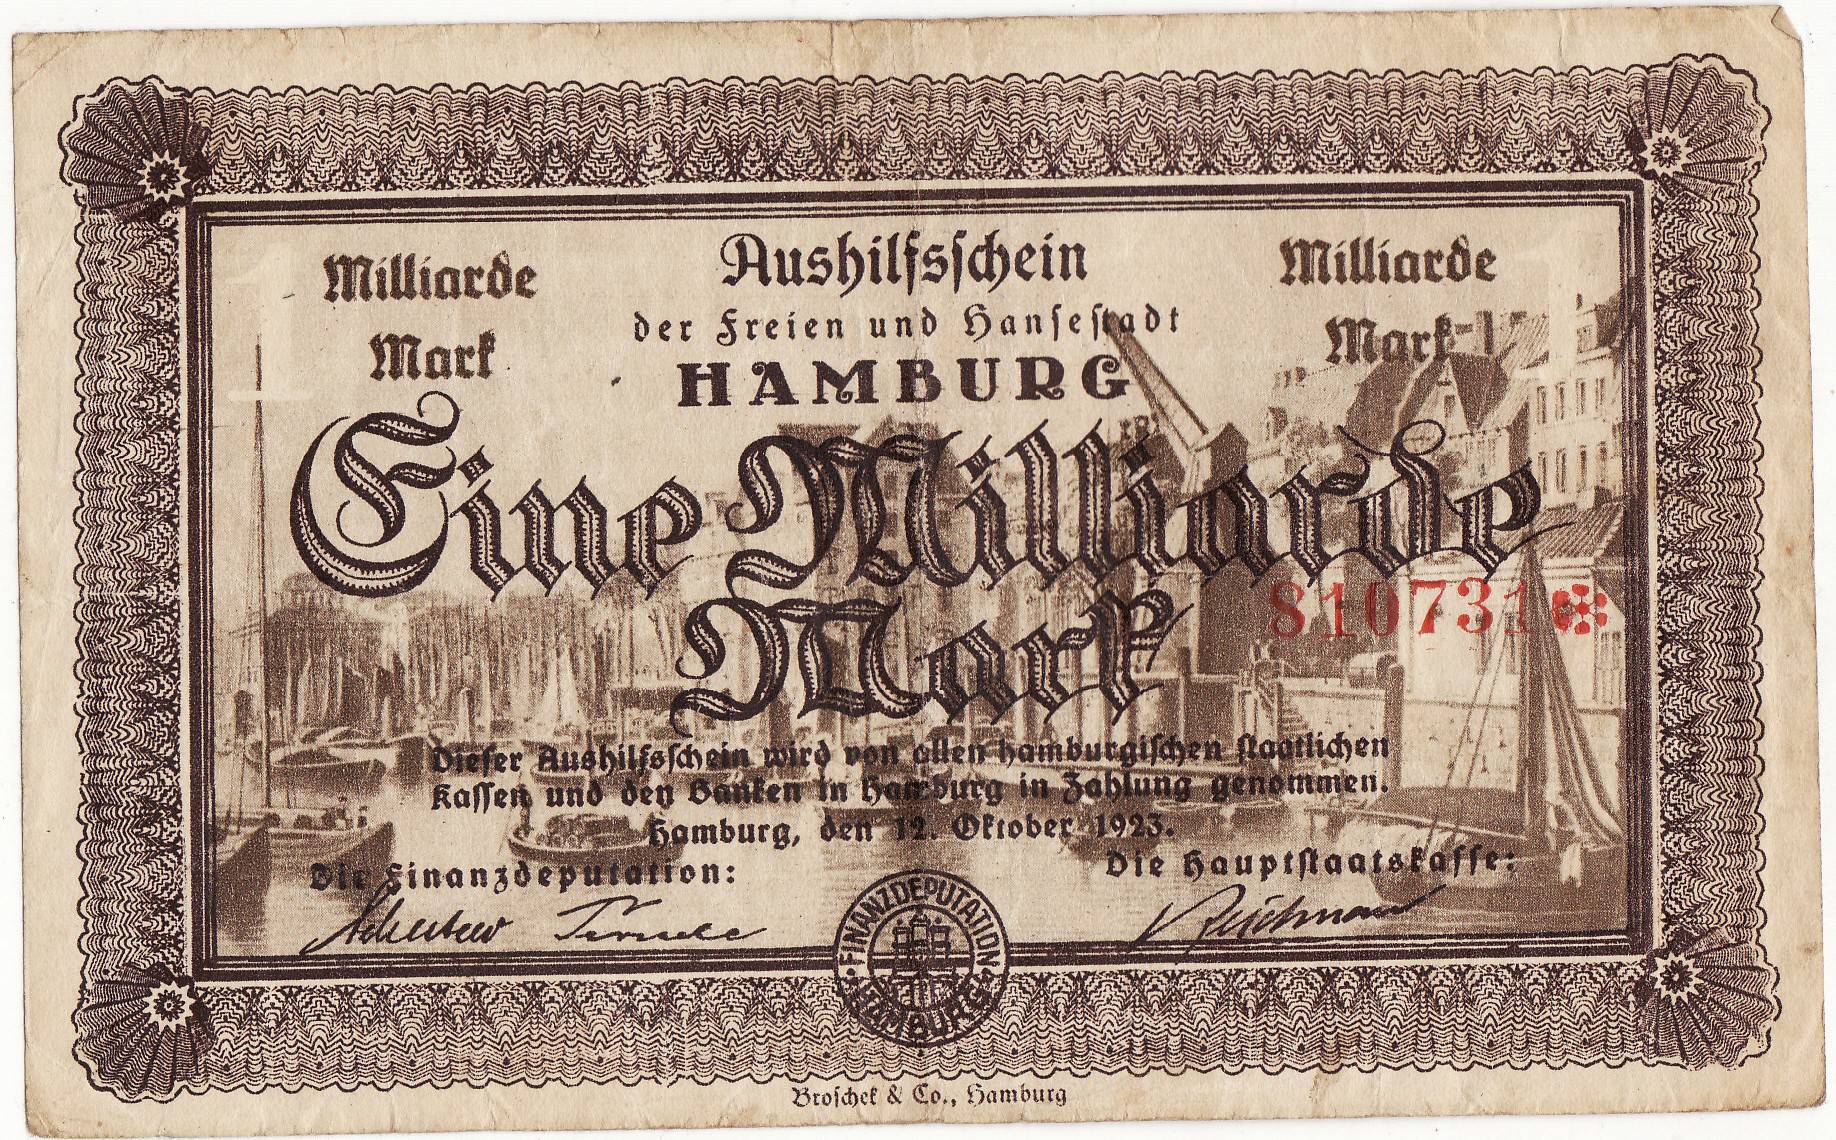 Aushilfsschein
der Freien und Hansestadt
HAMBURG
Milliarde
Mark
Milliarde
Mark
1
1
Eine Milliarde
Mark
810731
Dieser Aushilfsschein wird von allen hamburgischen staatlichen
Kassen und den Banken in Hamburg in Zahlung genommen.
Hamburg, den 12. Oktober 1923.
Die Finanzdeputation:
Die Hauptstaatskasse:
FINANZDEPUTATION
HAMBURG
Broschek & Co., Hamburg